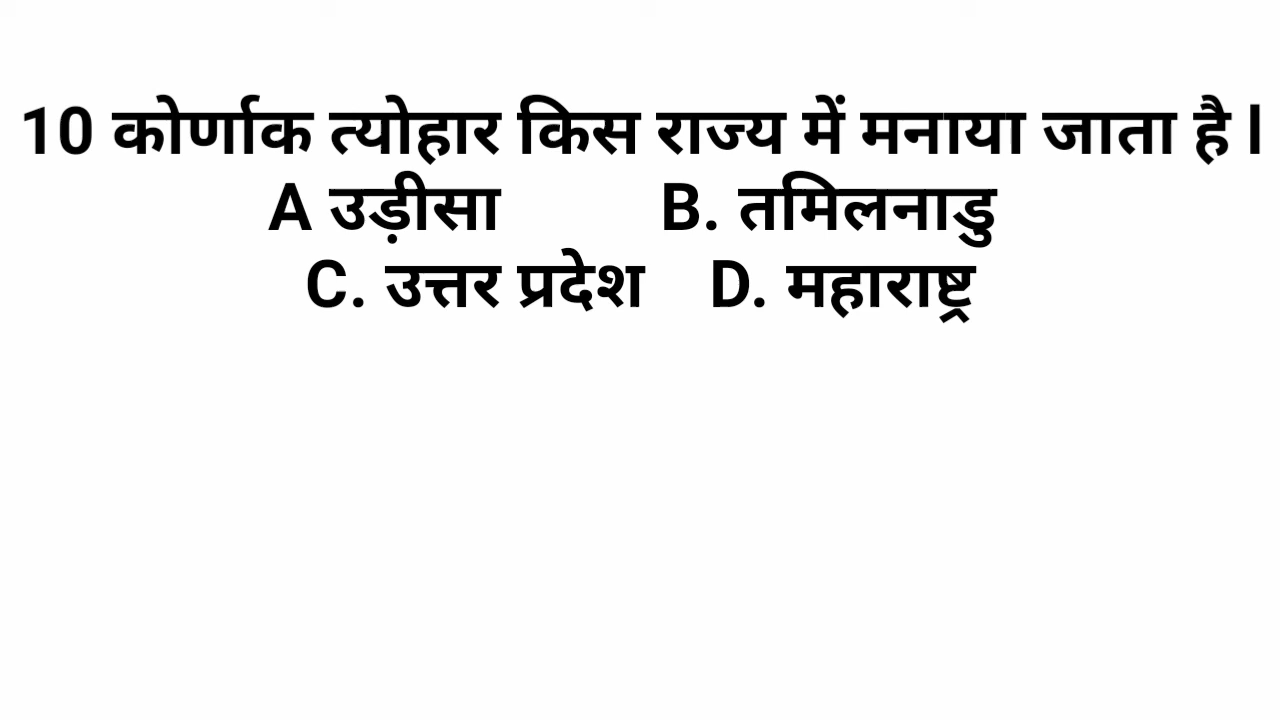 10 कोर्णाक त्योहार किस राज्य में मनाया जाता है l
A उड़ीसा B. तमिलनाडु
C. उत्तर प्रदेश D. महाराष्ट्र